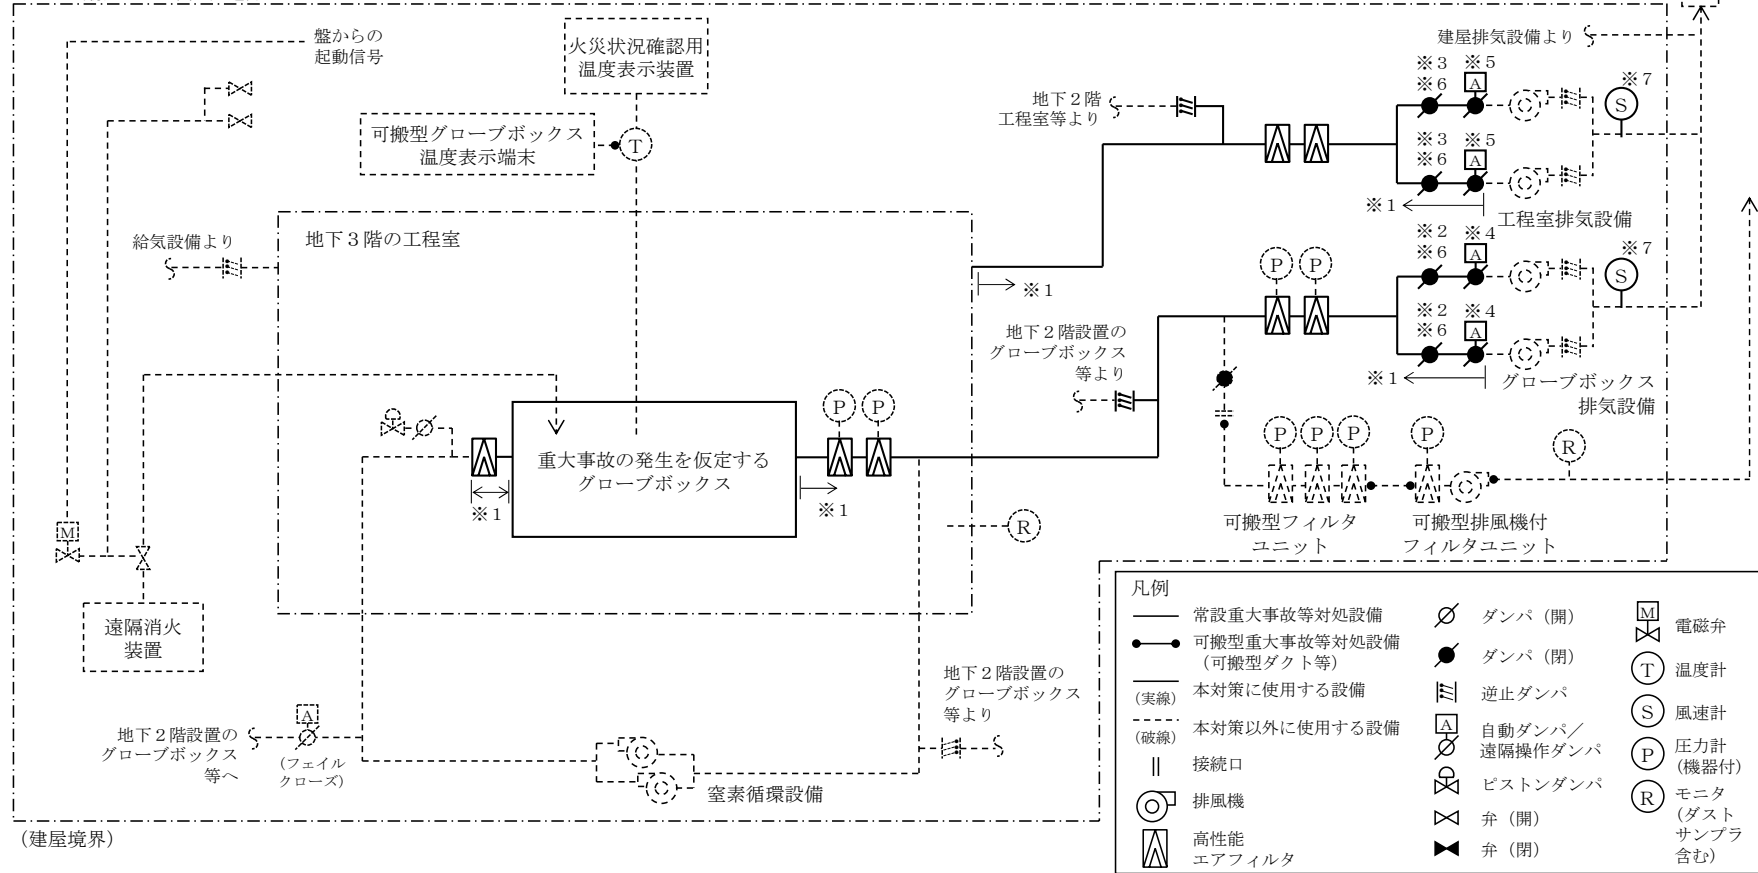 盤からの
起動信号
火災状況確認用
温度表示装置
建屋排気設備より
※3
※5
※6
A
※7
S
地下2階
工程室等より
可搬型グローブボックス
温度表示端末
T
※3
※5
※6
A
※1
工程室排気設備
給気設備より
地下3階の工程室
※1
P
P
※2
※4
※6
A
※7
S
地下2階設置の
グローブボックス
等より
※2
※4
※6
A
※1
グローブボックス
排気設備
P
P
P
P
P
P
R
重大事故の発生を仮定する
グローブボックス
※1
※1
R
可搬型フィルタ
ユニット
可搬型排風機付
フィルタユニット
M
遠隔消火
装置
地下2階設置の
グローブボックス
等より
A
地下2階設置の
グローブボックス
等へ
(フェイル
クローズ)
窒素循環設備
(建屋境界)
凡例
常設重大事故等対処設備
可搬型重大事故等対処設備
(可搬型ダクト等)
(実線)
本対策に使用する設備
(破線)
本対策以外に使用する設備
接続口
排風機
高性能
エアフィルタ
ダンパ(開)
ダンパ(閉)
逆止ダンパ
A
自動ダンパ/
遠隔操作ダンパ
ピストンダンパ
弁(開)
弁(閉)
M
電磁弁
T
温度計
S
風速計
P
圧力計
(機器付)
R
モニタ
(ダスト
サンプラ
含む)